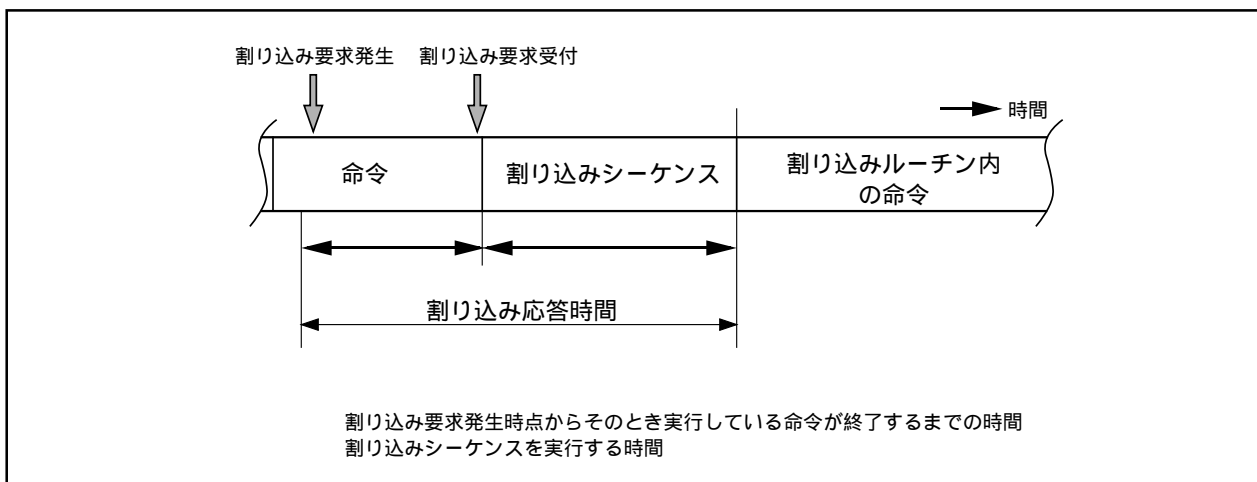 割り込み要求発生 割り込み要求受付
時間
命令 割り込みシーケンス 割り込みルーチン内
の命令
割り込み応答時間
割り込み要求発生時点からそのとき実行している命令が終了するまでの時間
割り込みシーケンスを実行する時間